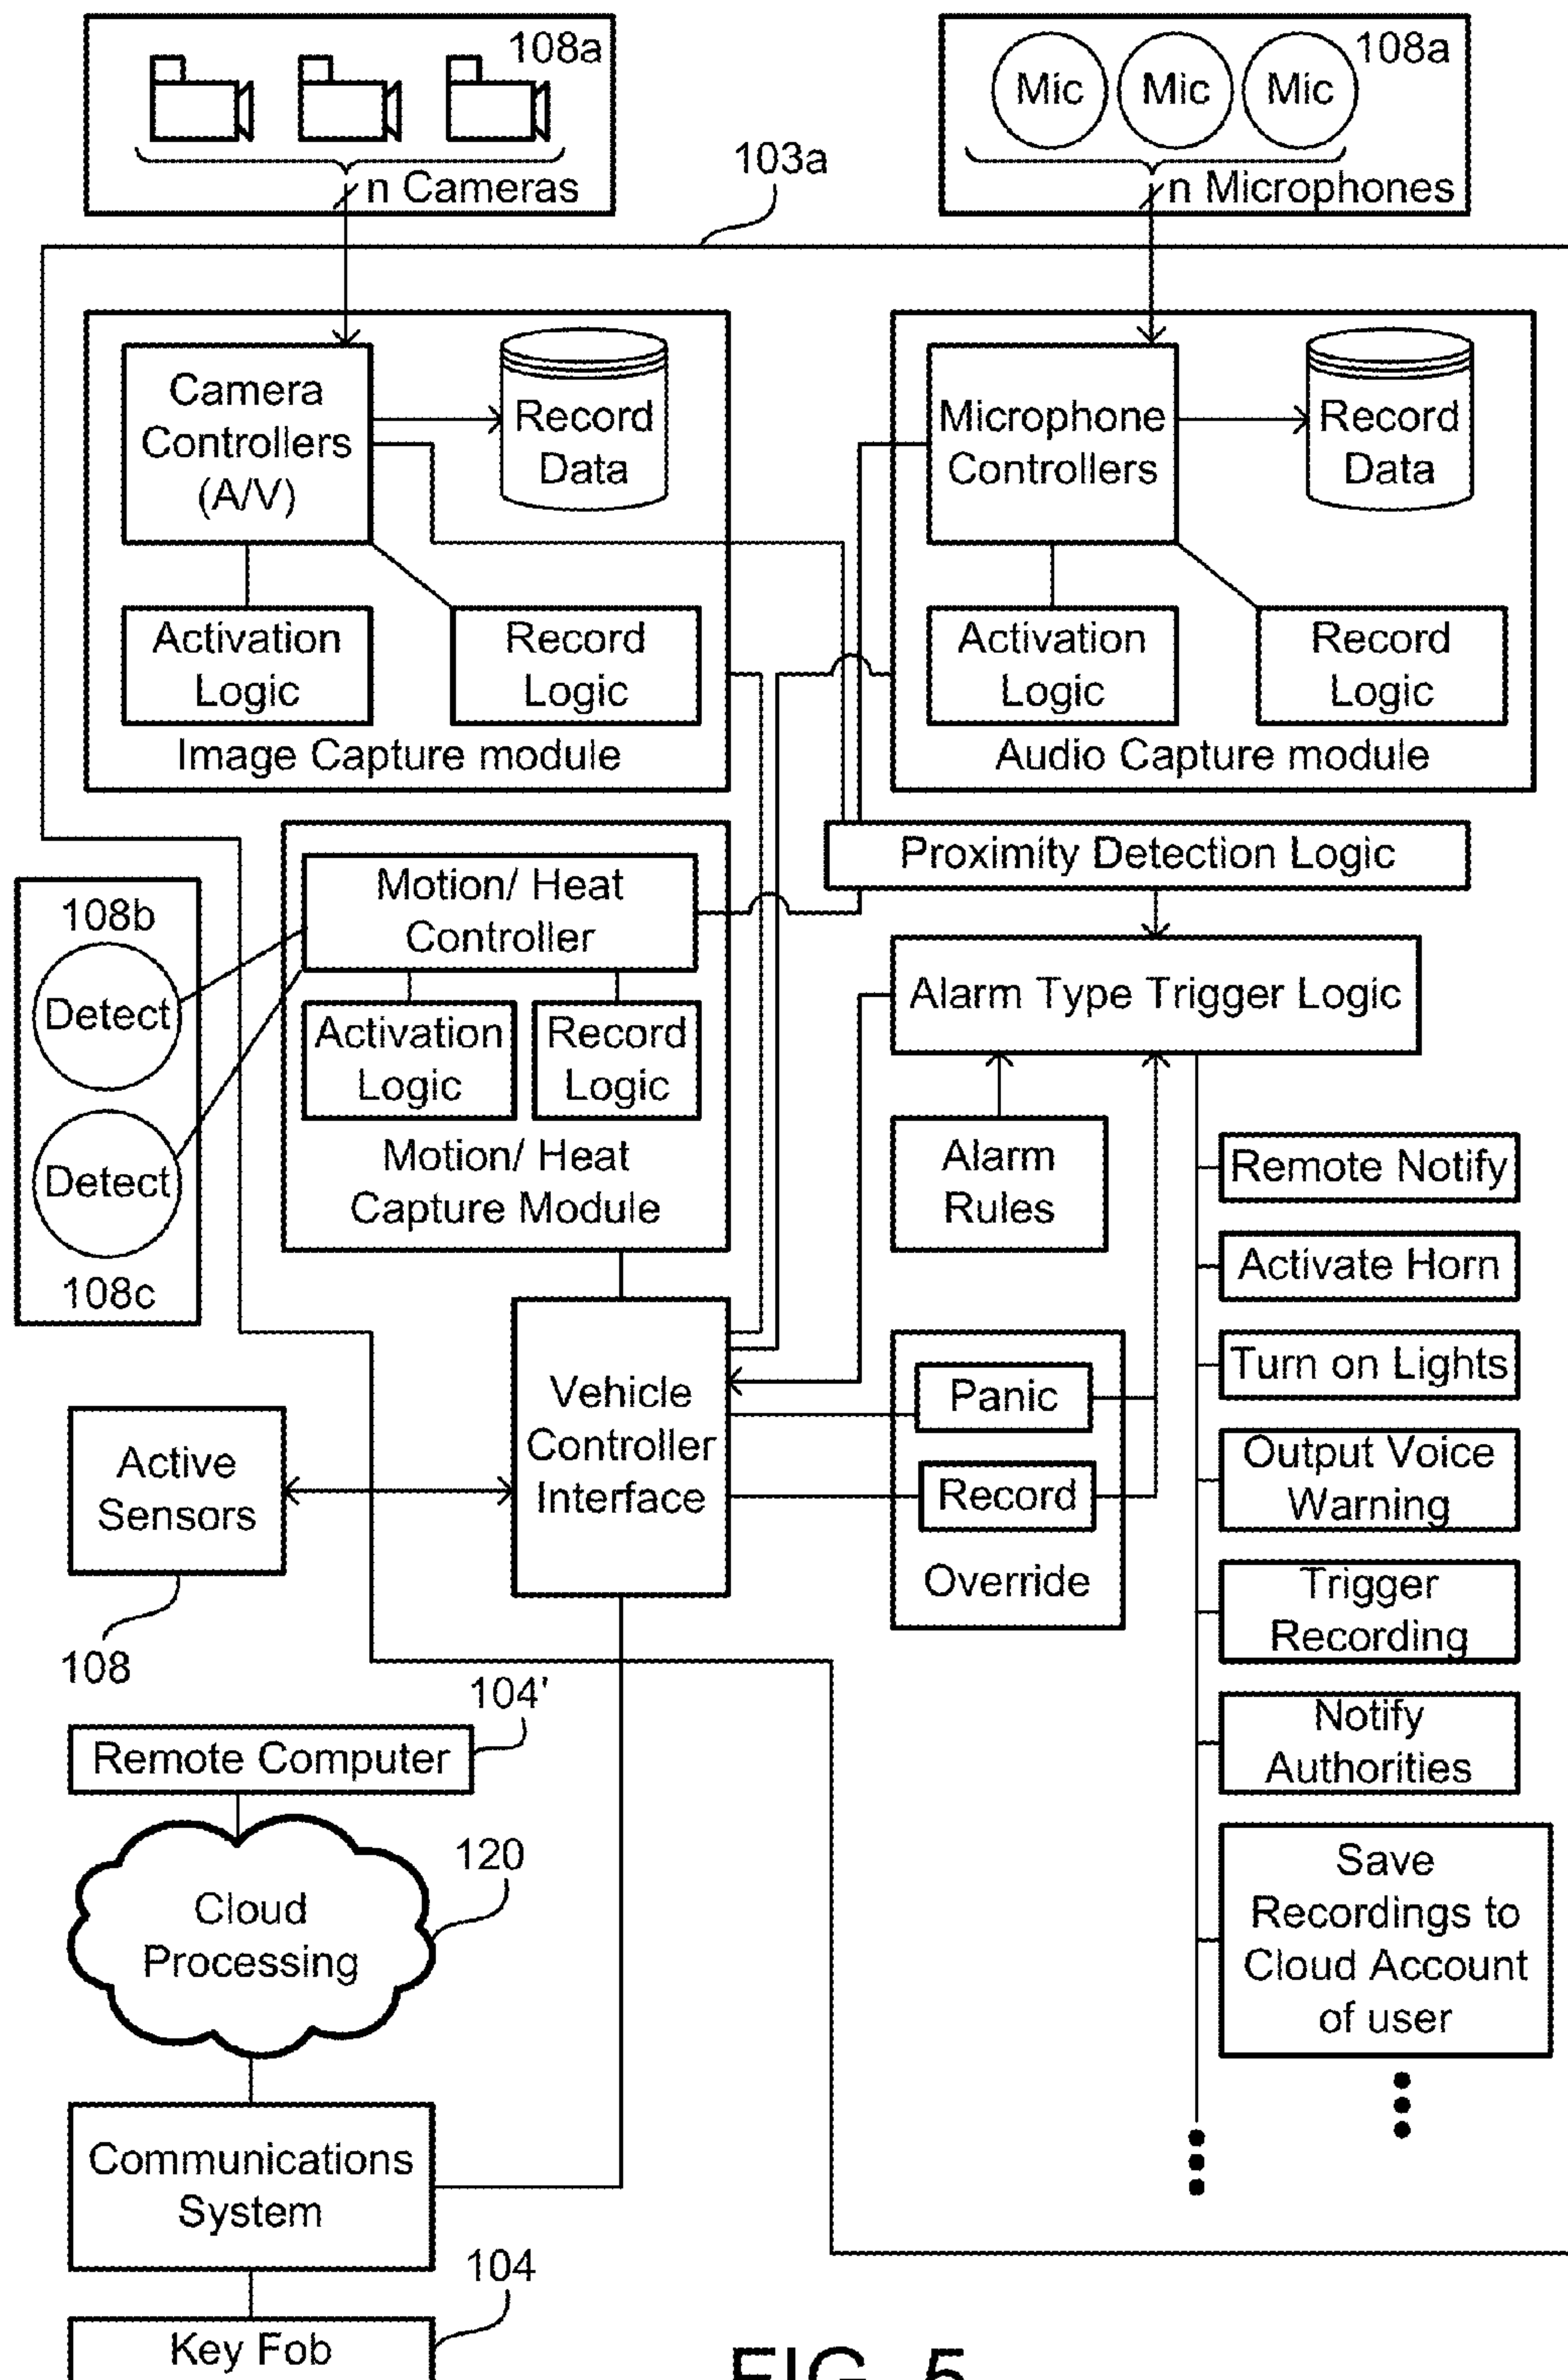 108a
n Cameras
Mic Mic Mic
108a
n Microphones
103a
Camera
Controllers
(A/V)
Record
Data
Activation
Logic
Record
Logic
Image Capture module
Microphone
Controllers
Record
Data
Activation
Logic
Record
Logic
Audio Capture module
108b
Detect
Detect
108c
Motion/ Heat
Controller
Activation
Logic
Record
Logic
Motion/ Heat
Capture Module
Proximity Detection Logic
Alarm Type Trigger Logic
Alarm
Rules
Remote Notify
Activate Horn
Turn on Lights
Output Voice
Warning
Trigger
Recording
Notify
Authorities
Save
Recordings to
Cloud Account
of user
Vehicle
Controller
Interface
Panic
Record
Override
Active
Sensors
108
104'
Remote Computer
120
Cloud
Processing
Communications
System
104
Key Fob
FIG. 5